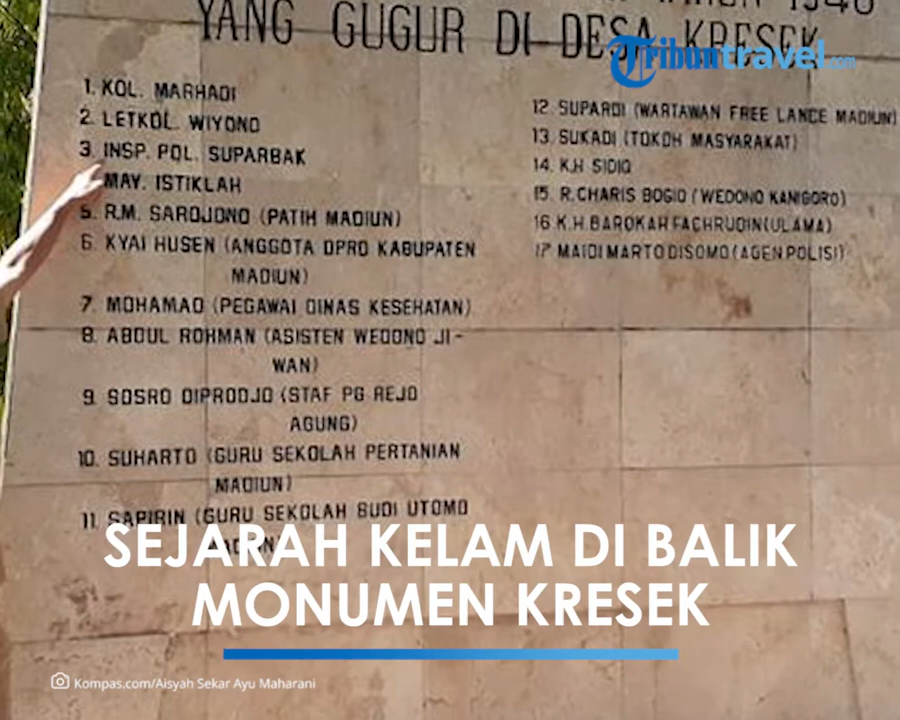 YANG GUGUR DI DESA KRESEK
Tribuntravel.com
1. KOL. MARHADI
2. LETKOL. WIYONO
3. INSP. POL. SUPARBAK
MAY. ISTIKLAH
5. R.M. SARDJONO (PATIH MADIUN)
6. KYAI HUSEN (ANGGOTA DPRD KABUPATEN
MADIUN)
7. MOHAMAD (PEGAWAI DINAS KESEHATAN)
8. ABDUL ROHMAN (ASISTEN WEDONO JI-
WAN)
9. SOSRO DIPRODJO (STAF PG REJO
AGUNG)
10. SUHARTO (GURU SEKOLAH PERTANIAN
MADIUN)
11. SAPIRIN (GURU SEKOLAH BUDI UTOMO
12. SUPARDI (WARTAWAN FREE LANCE MADIUN)
13. SUKADI (TOKOH MASYARAKAT)
14. K.H SIDIQ
15. R.CHARIS BOGIO (WEDONO KANIGORO)
16 K.H.BAROKAH FACHRUDIN (ULAMA)
17 MAIDI MARTO DISOMO (AGEN POLISI)
SEJARAH KELAM DI BALIK
MONUMEN KRESEK
Kompas.com/Aisyah Sekar Ayu Maharani